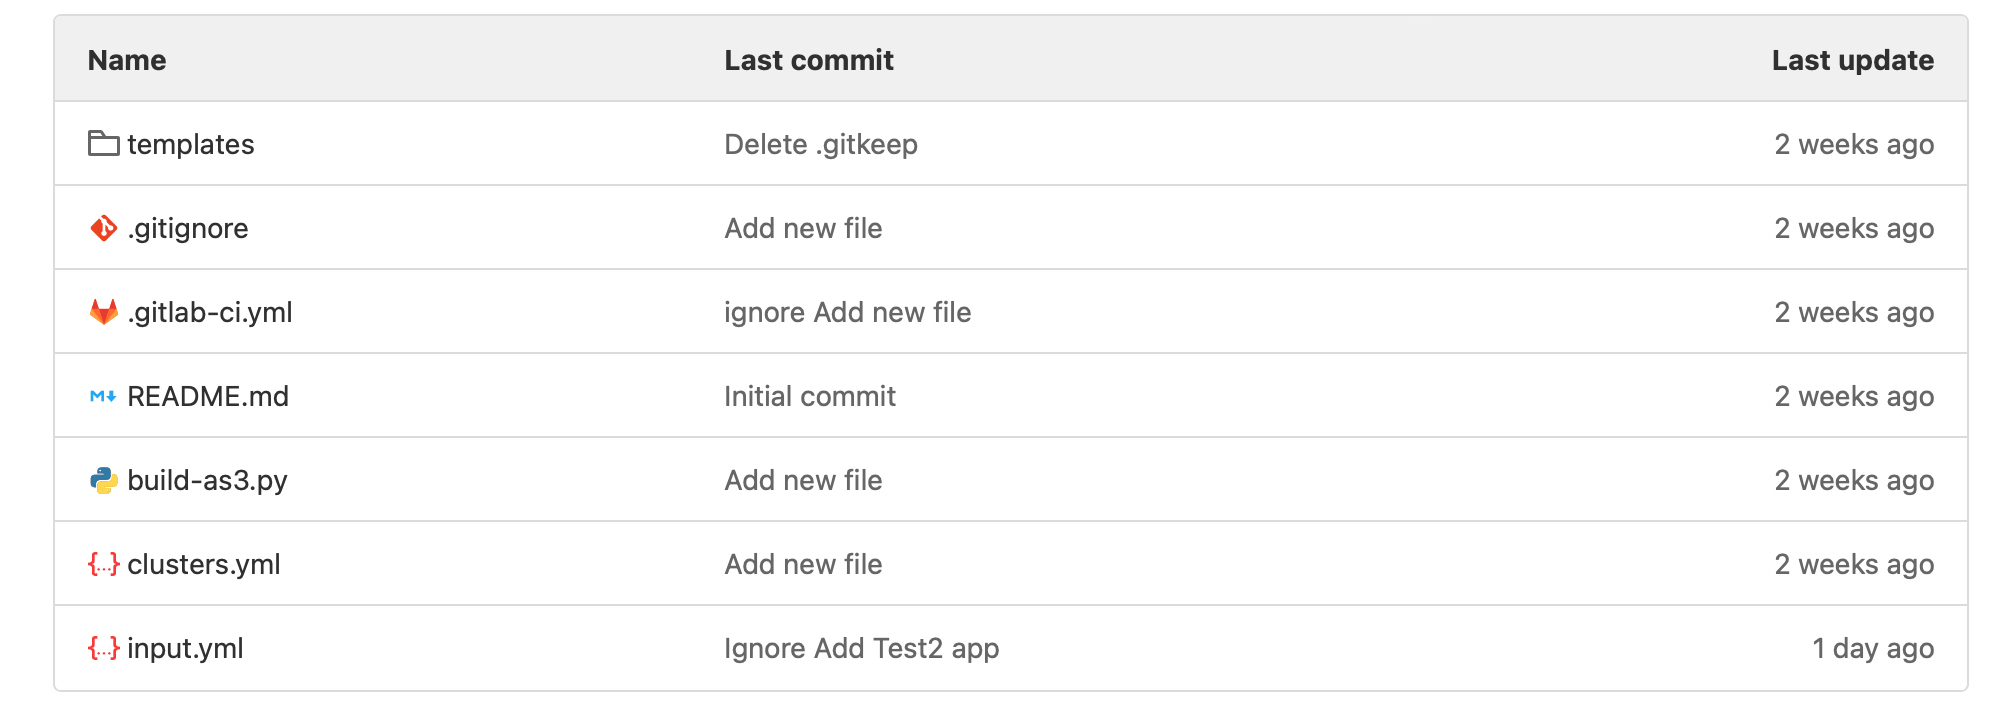 Name Last commit Last update
templates Delete .gitkeep 2 weeks ago
.gitignore Add new file 2 weeks ago
.gitlab-ci.yml ignore Add new file 2 weeks ago
M README.md Initial commit 2 weeks ago
build-as3.py Add new file 2 weeks ago
{...} clusters.yml Add new file 2 weeks ago
{...} input.yml Ignore Add Test2 app 1 day ago